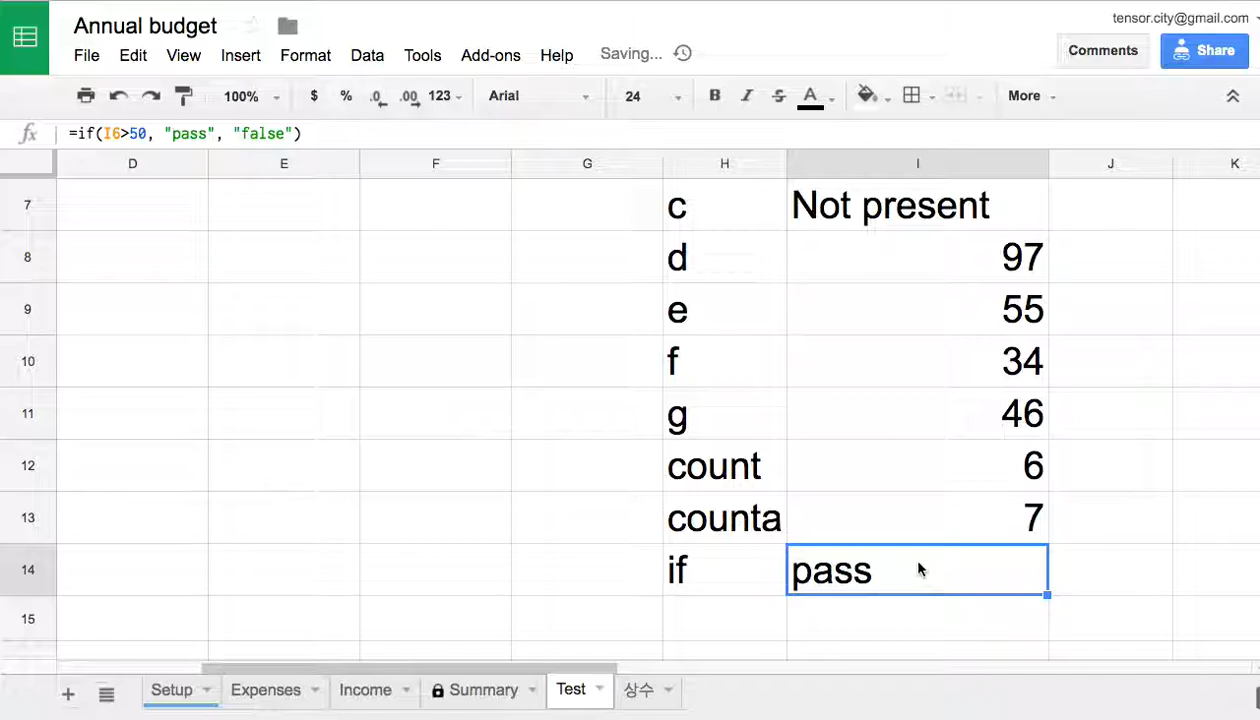 Annual budget
tensor.city@gmail.com
File Edit View Insert Format Data Tools Add-ons Help Saving...
Comments Share
100% $ % .0 .00 123 Arial 24 B I S A More
fx =if(I6>50, "pass", "false")
D E F G H I J K
7 c Not present
8 d 97
9 e 55
10 f 34
11 g 46
12 count 6
13 counta 7
14 if pass
15
+ Setup Expenses Income Summary Test 상수